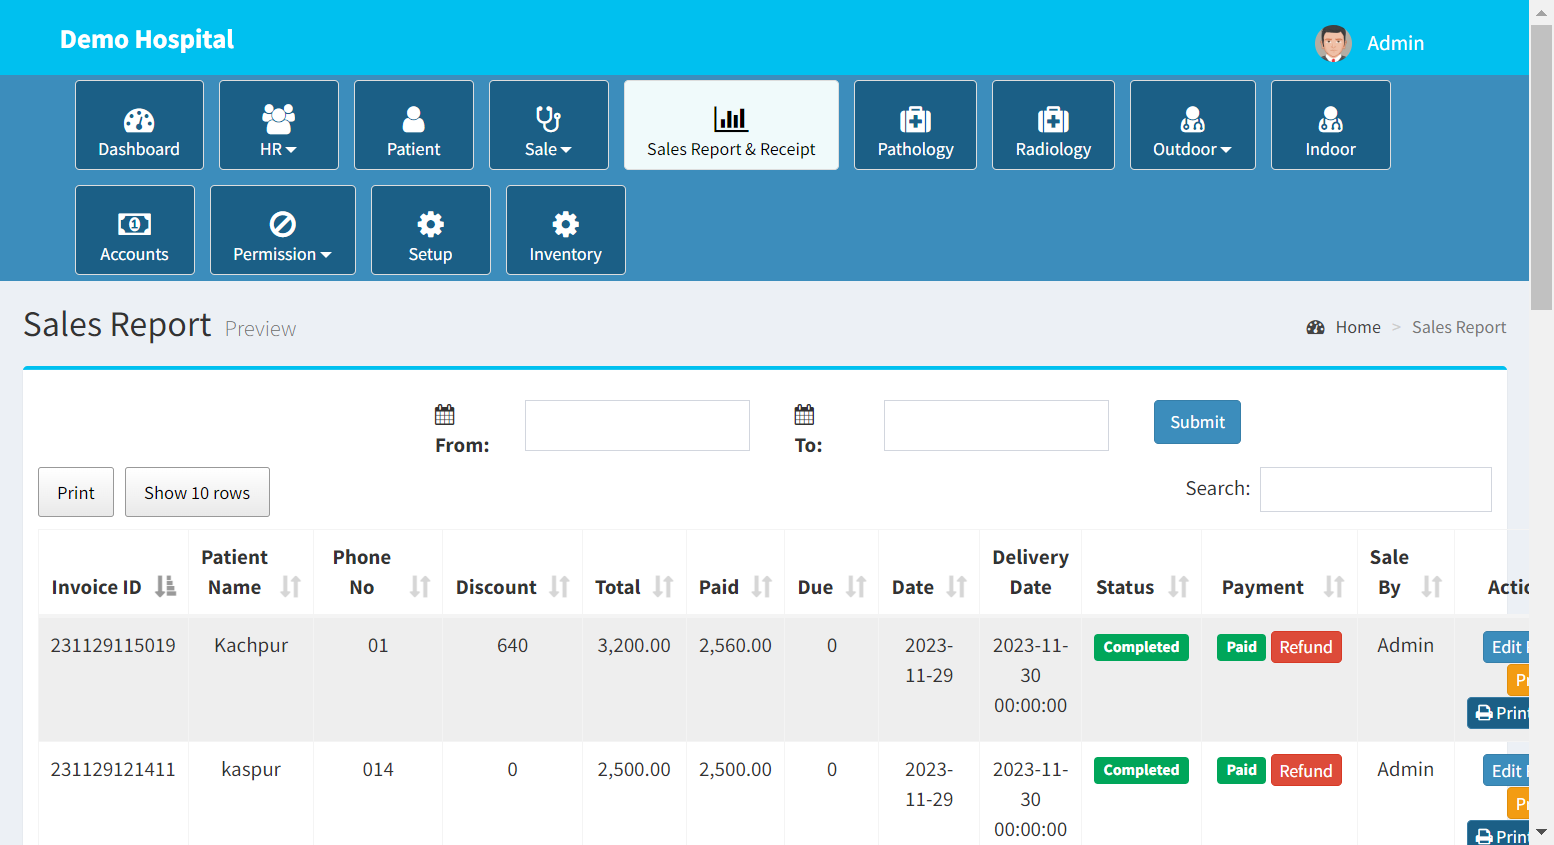 Demo Hospital
Admin
Dashboard
HR
Patient
Sale
Sales Report & Receipt
Pathology
Radiology
Outdoor
Indoor
Accounts
Permission
Setup
Inventory
Sales Report Preview
Home > Sales Report
From:
To:
Submit
Print
Show 10 rows
Search:
Invoice ID
Patient
Name
Phone
No
Discount
Total
Paid
Due
Date
Delivery
Date
Status
Payment
Sale
By
231129115019
Kachpur
01
640
3,200.00
2,560.00
0
2023-
11-29
2023-11-
30
00:00:00
Completed
Paid
Refund
Admin
Edit
Print
231129121411
kaspur
014
0
2,500.00
2,500.00
0
2023-
11-29
2023-11-
30
00:00:00
Completed
Paid
Refund
Admin
Edit
Print